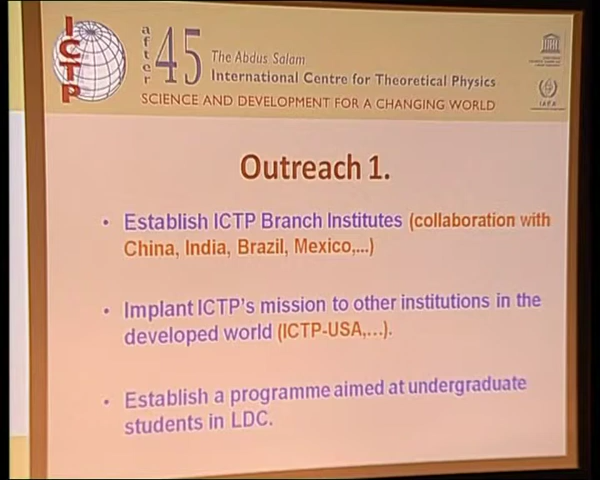 ICTP
after 45
The Abdus Salam
International Centre for Theoretical Physics
SCIENCE AND DEVELOPMENT FOR A CHANGING WORLD
IAEA
Outreach 1.
• Establish ICTP Branch Institutes (collaboration with
China, India, Brazil, Mexico,...)
• Implant ICTP's mission to other institutions in the
developed world (ICTP-USA,...).
• Establish a programme aimed at undergraduate
students in LDC.